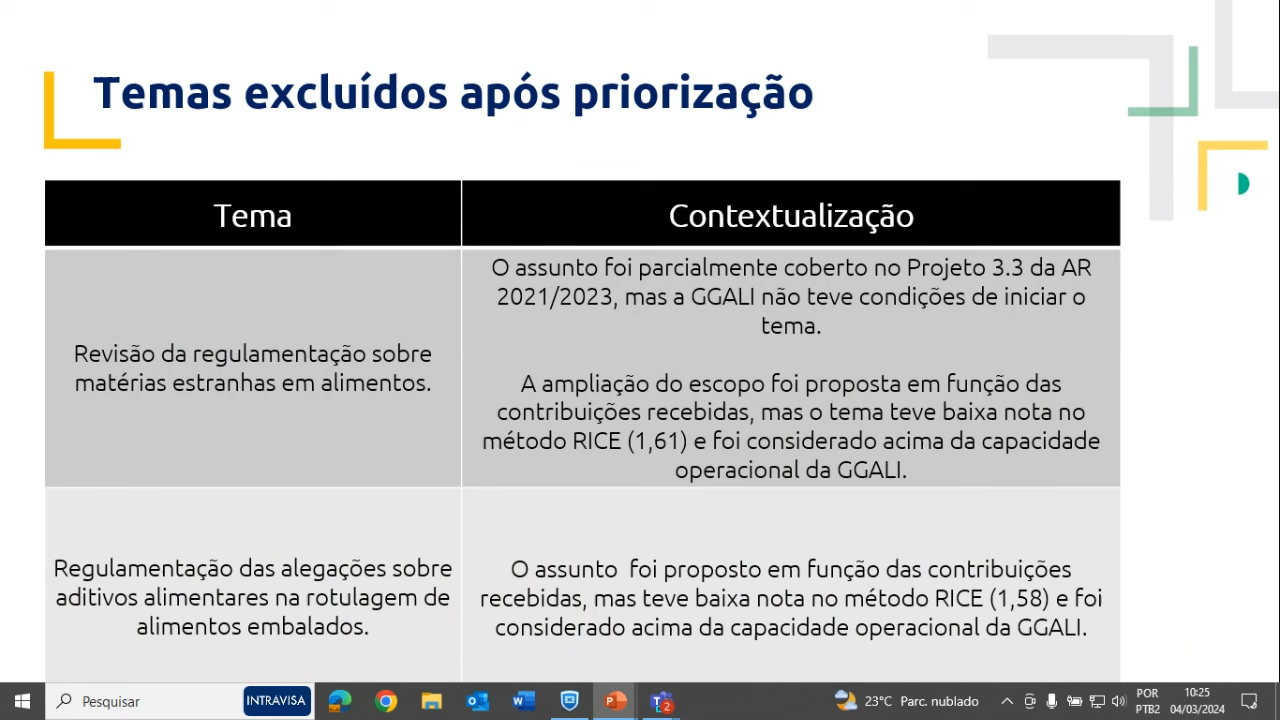 Temas excluídos após priorização
Tema
Contextualização
Revisão da regulamentação sobre
matérias estranhas em alimentos.
O assunto foi parcialmente coberto no Projeto 3.3 da AR
2021/2023, mas a GGALI não teve condições de iniciar o
tema.
A ampliação do escopo foi proposta em função das
contribuições recebidas, mas o tema teve baixa nota no
método RICE (1,61) e foi considerado acima da capacidade
operacional da GGALI.
Regulamentação das alegações sobre
aditivos alimentares na rotulagem de
alimentos embalados.
O assunto  foi proposto em função das contribuições
recebidas, mas teve baixa nota no método RICE (1,58) e foi
considerado acima da capacidade operacional da GGALI.
Pesquisar
INTRAVISA
2
23°C Parc. nublado
POR
PTB2
10:25
04/03/2024